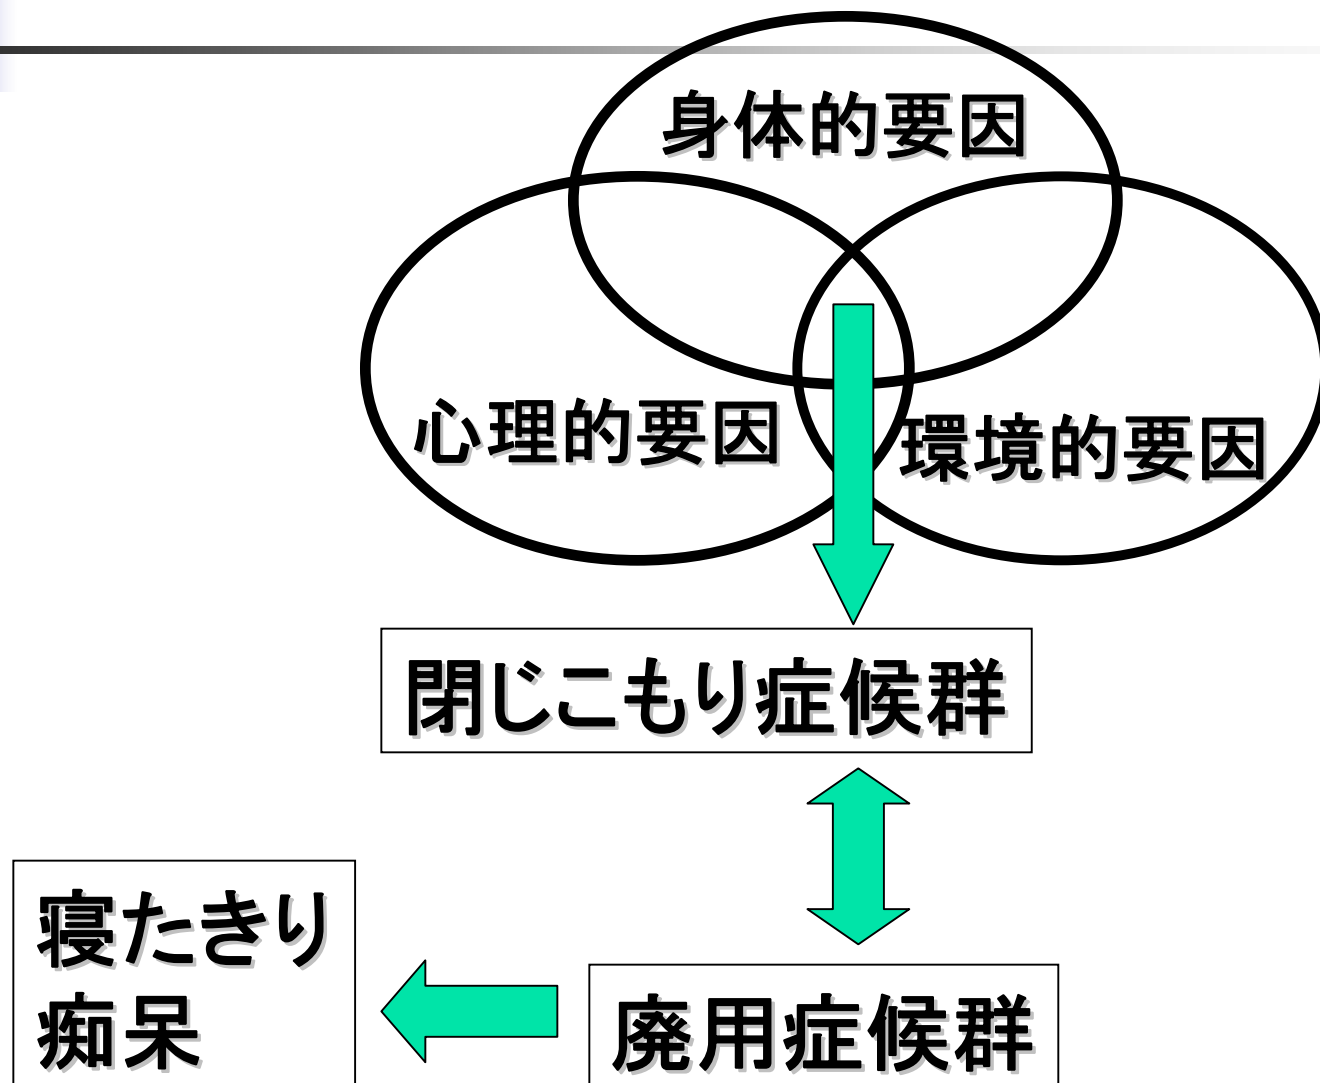 身体的要因
心理的要因
環境的要因
閉じこもり症候群
寝たきり
痴呆
廃用症候群